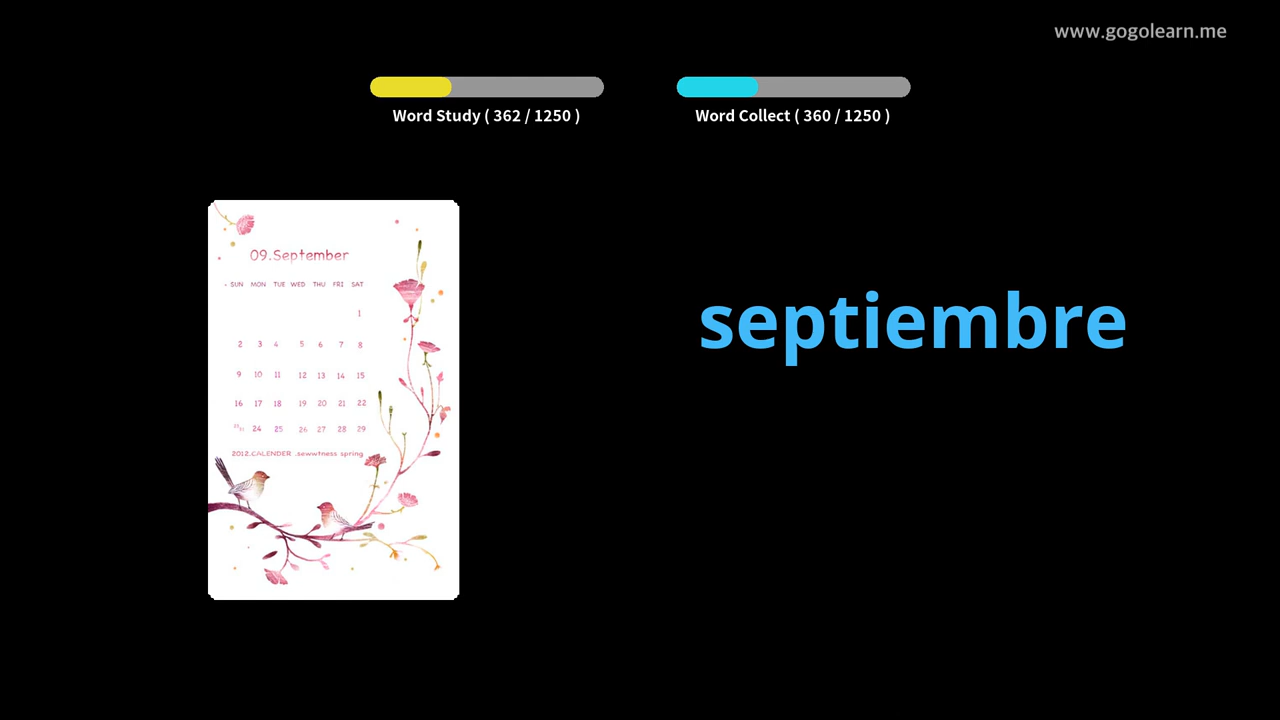 www.gogolearn.me
Word Study ( 362 / 1250 )
Word Collect ( 360 / 1250 )
09.September
SUN MON TUE WED THU FRI SAT
1
2 3 4 5 6 7 8
9 10 11 12 13 14 15
16 17 18 19 20 21 22
24 25 26 27 28 29
2012.CALENDER .sewwtness spring
septiembre